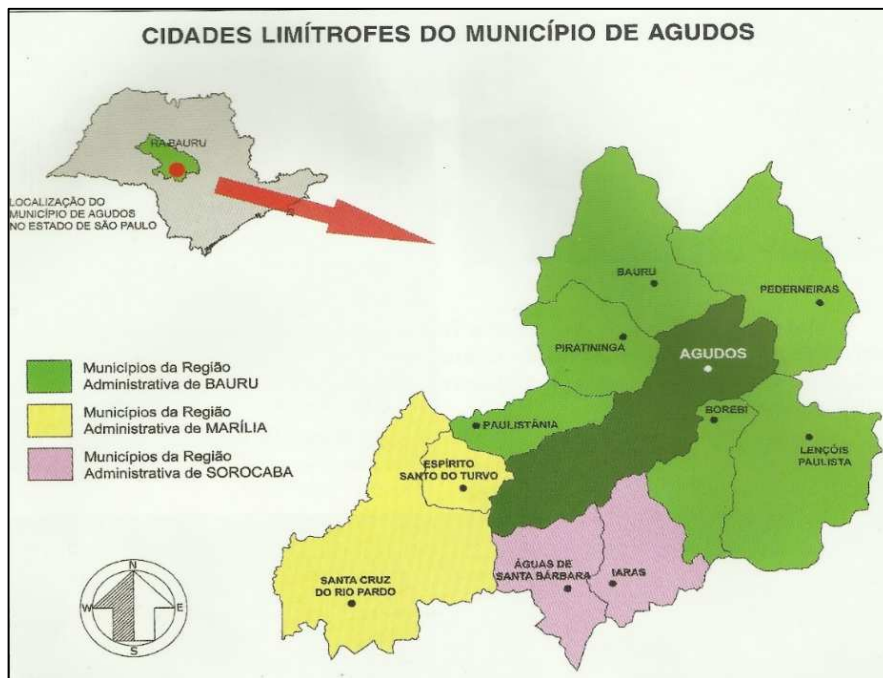 CIDADES LIMÍTROFES DO MUNICÍPIO DE AGUDOS
RA BAURU
LOCALIZAÇÃO DO
MUNICÍPIO DE AGUDOS
NO ESTADO DE SÃO PAULO
BAURU
PEDERNEIRAS
PIRATININGA
AGUDOS
Municípios da Região
Administrativa de BAURU
Municípios da Região
Administrativa de MARÍLIA
Municípios da Região
Administrativa de SOROCABA
PAULISTÂNIA
BOREBI
LENÇÓIS
PAULISTA
ESPÍRITO
SANTO DO TURVO
ÁGUAS DE
SANTA BÁRBARA
IARAS
SANTA CRUZ
DO RIO PARDO
N
W
E
S